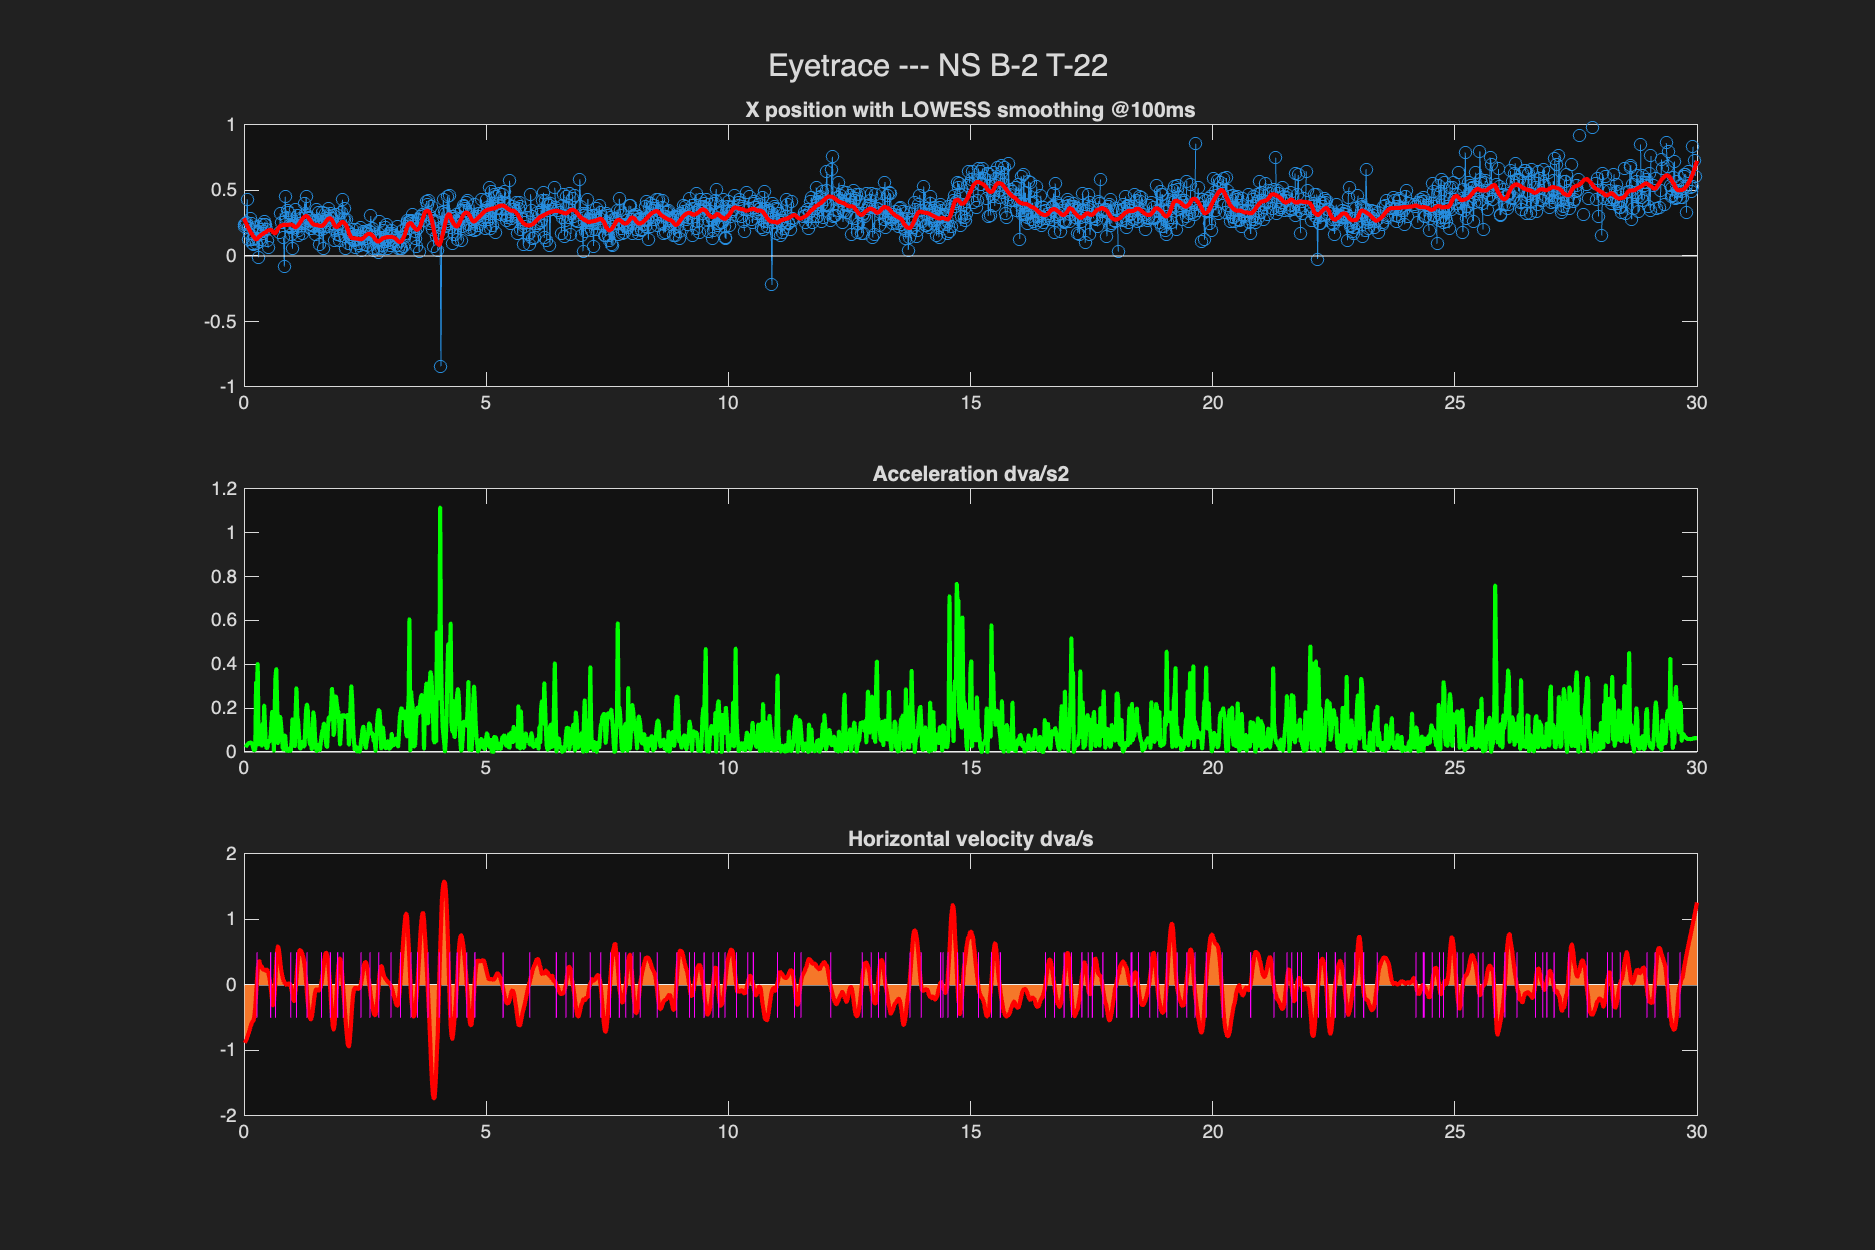 Eyetrace --- NS B-2 T-22
X position with LOWESS smoothing @100ms
1
0.5
0
-0.5
-1
0 5 10 15 20 25 30
Acceleration dva/s2
1.2
1
0.8
0.6
0.4
0.2
0
0 5 10 15 20 25 30
Horizontal velocity dva/s
2
1
0
-1
-2
0 5 10 15 20 25 30